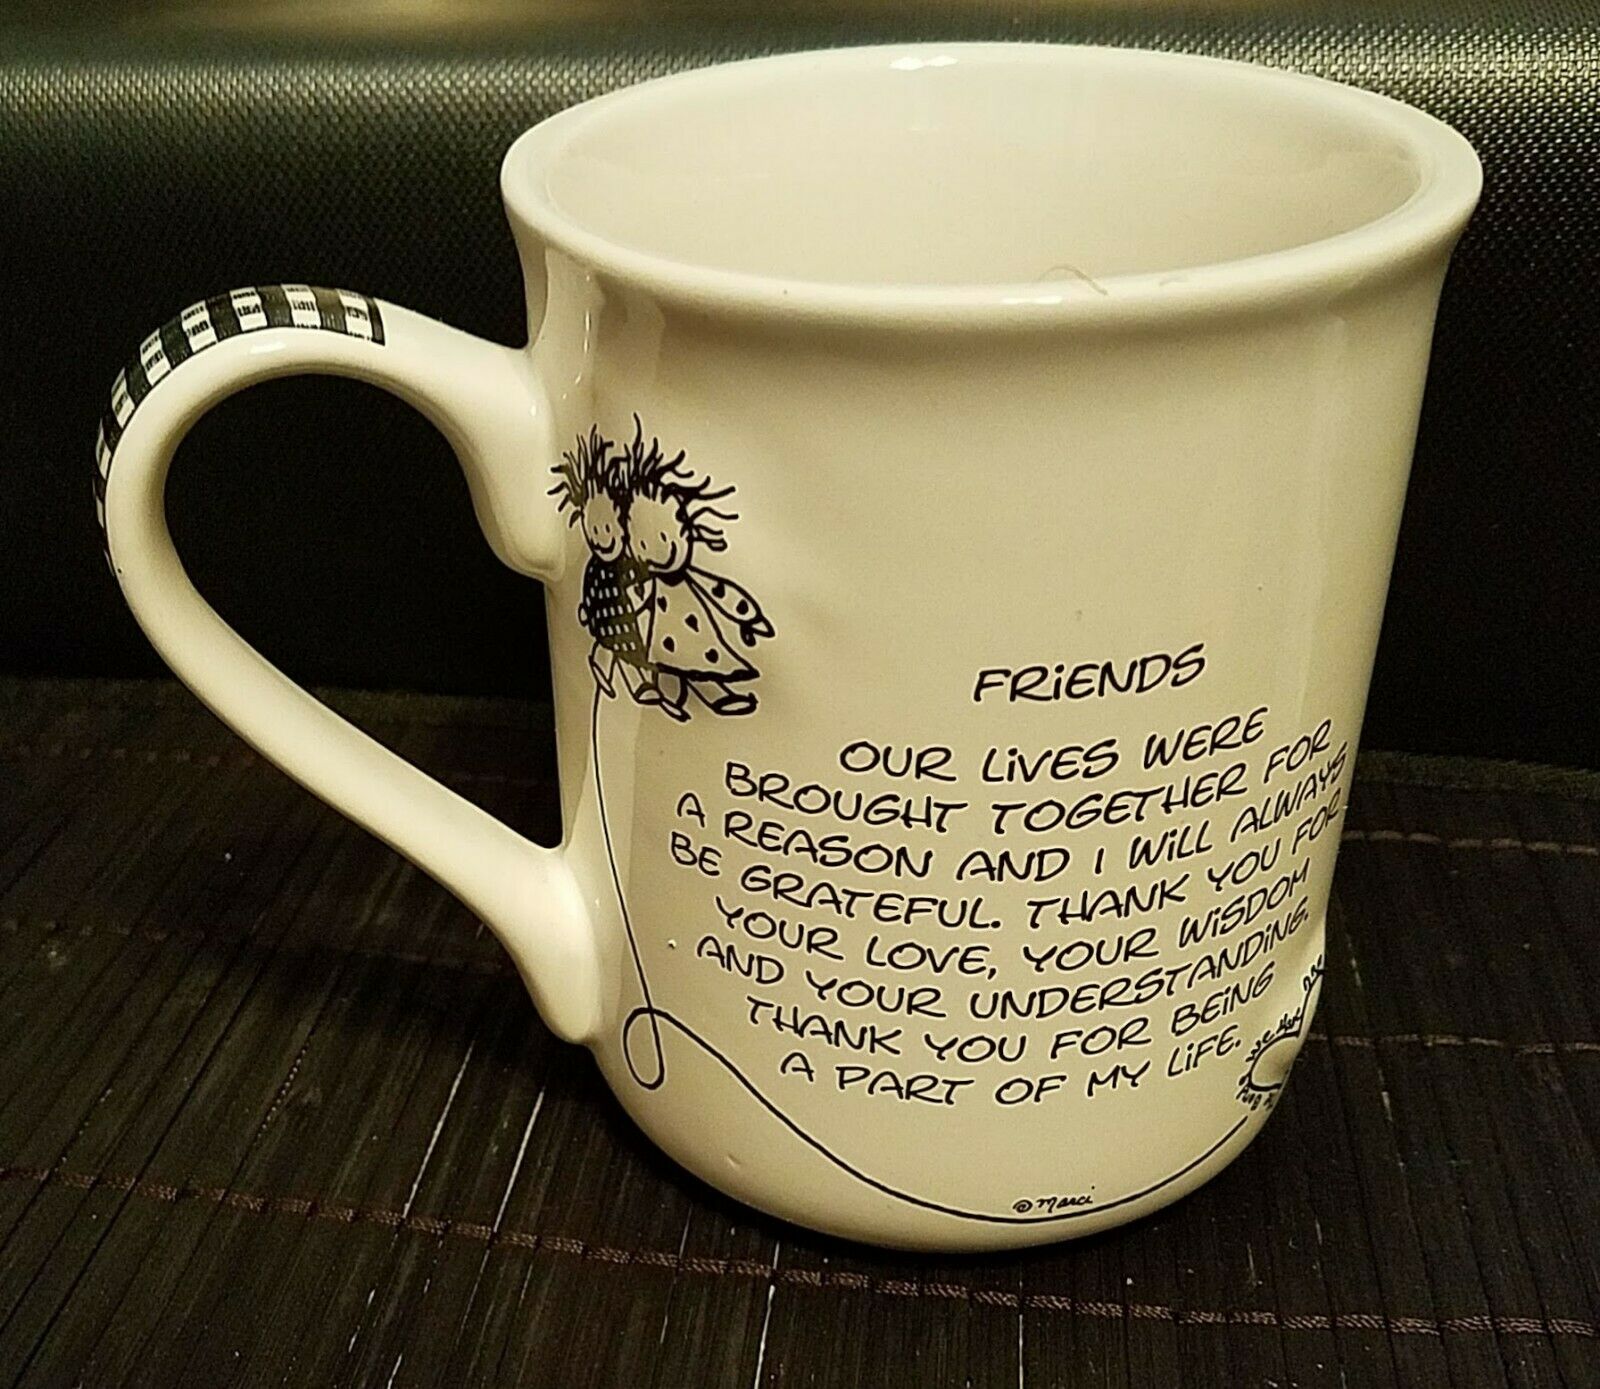 FRiENDS
OUR LiVES WERE
BROUGHT TOGETHER FOR
A REASON AND I WiLL ALWAYS
BE GRATEFUL. THANK YOU FOR
YOUR LOVE, YOUR WiSDOM
AND YOUR UNDERSTANDiNG.
THANK YOU FOR BEiNG
A PART OF MY LiFE.
© Marci